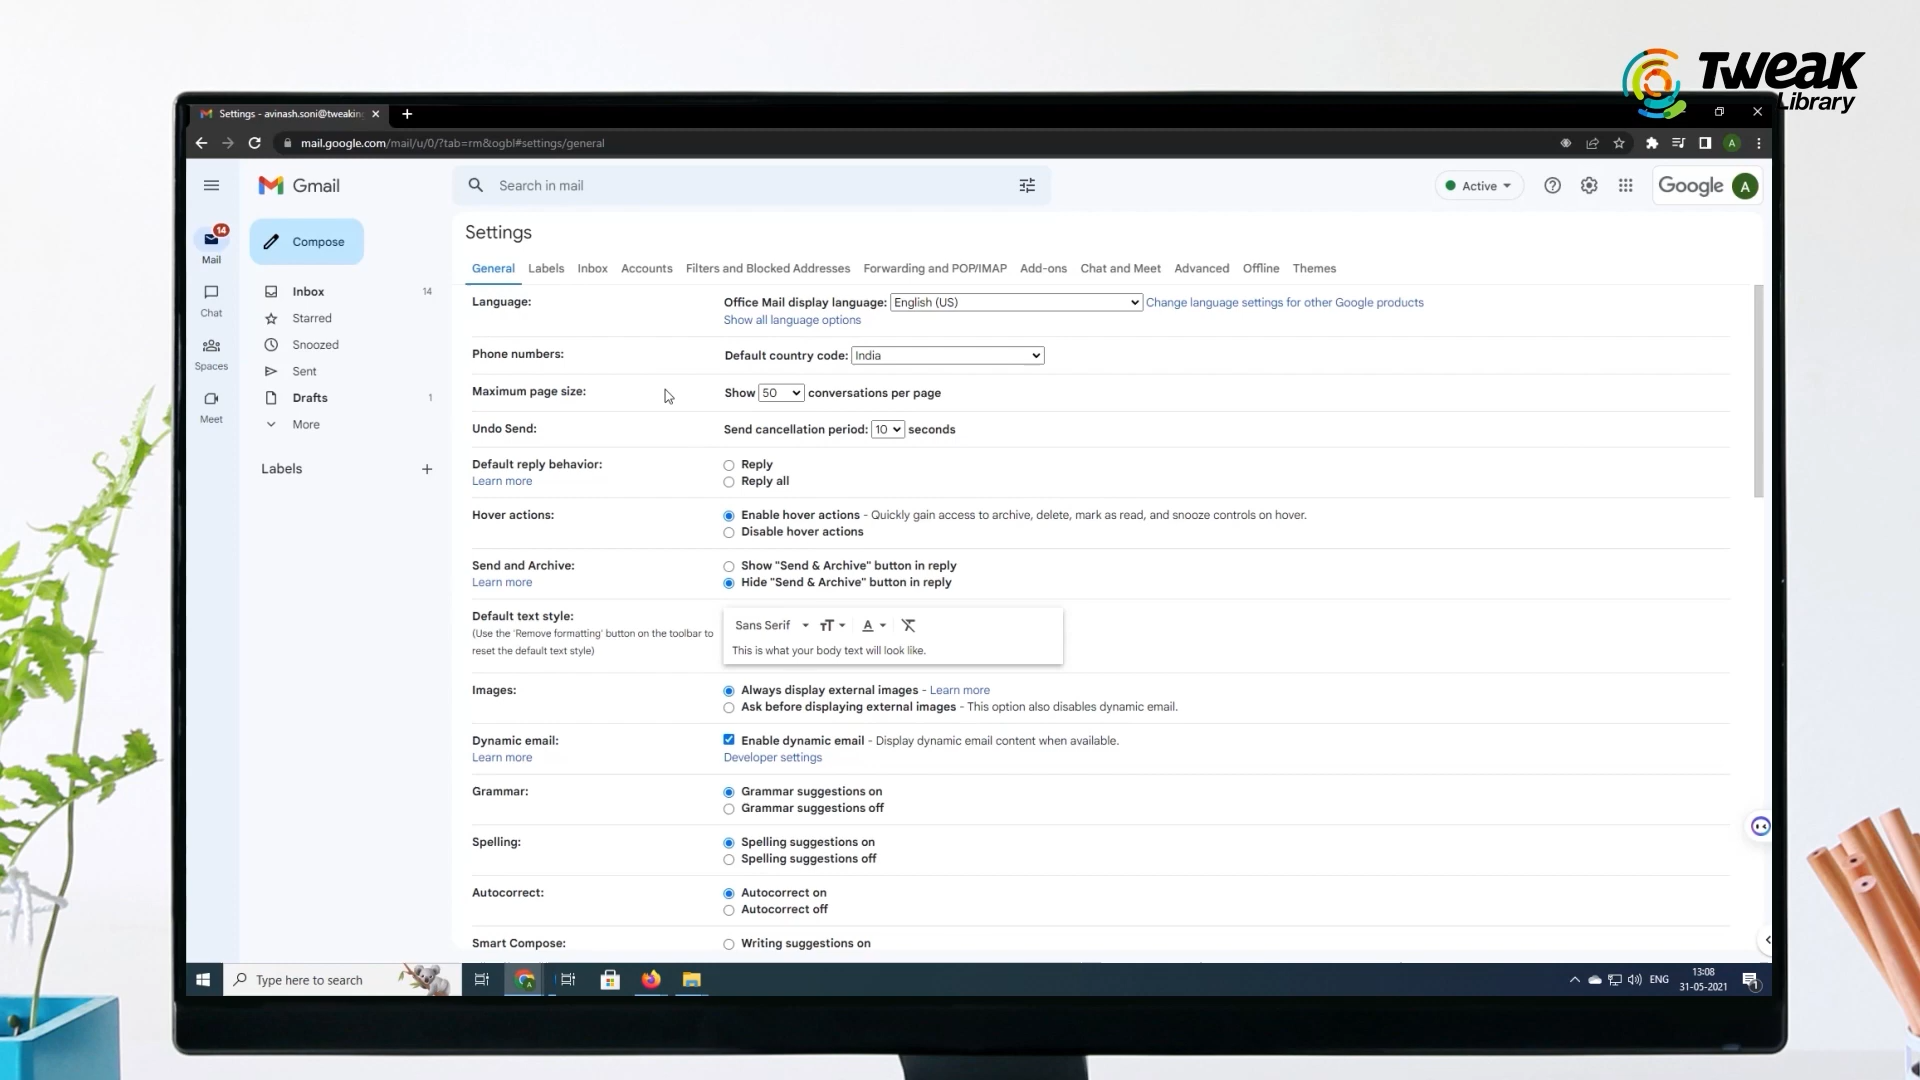 Tweak
Library
Settings - avinash.soni@tweakin
mail.google.com/mail/u/0/?tab=rm&ogbl#settings/general
A
Gmail
Search in mail
Active
Google
A
14
Mail
Chat
Spaces
Meet
Compose
Inbox 14
Starred
Snoozed
Sent
Drafts 1
More
Labels
Settings
General Labels Inbox Accounts Filters and Blocked Addresses Forwarding and POP/IMAP Add-ons Chat and Meet Advanced Offline Themes
Language: Office Mail display language: English (US) Change language settings for other Google products
Show all language options
Phone numbers: Default country code: India
Maximum page size: Show 50 conversations per page
Undo Send: Send cancellation period: 10 seconds
Default reply behavior: Reply
Learn more Reply all
Hover actions: Enable hover actions - Quickly gain access to archive, delete, mark as read, and snooze controls on hover.
Disable hover actions
Send and Archive: Show "Send & Archive" button in reply
Learn more Hide "Send & Archive" button in reply
Default text style:
(Use the 'Remove formatting' button on the toolbar to
reset the default text style)
Sans Serif
This is what your body text will look like.
Images: Always display external images - Learn more
Ask before displaying external images - This option also disables dynamic email.
Dynamic email: Enable dynamic email - Display dynamic email content when available.
Learn more Developer settings
Grammar: Grammar suggestions on
Grammar suggestions off
Spelling: Spelling suggestions on
Spelling suggestions off
Autocorrect: Autocorrect on
Autocorrect off
Smart Compose: Writing suggestions on
Type here to search
ENG
13:08
31-05-2021
1